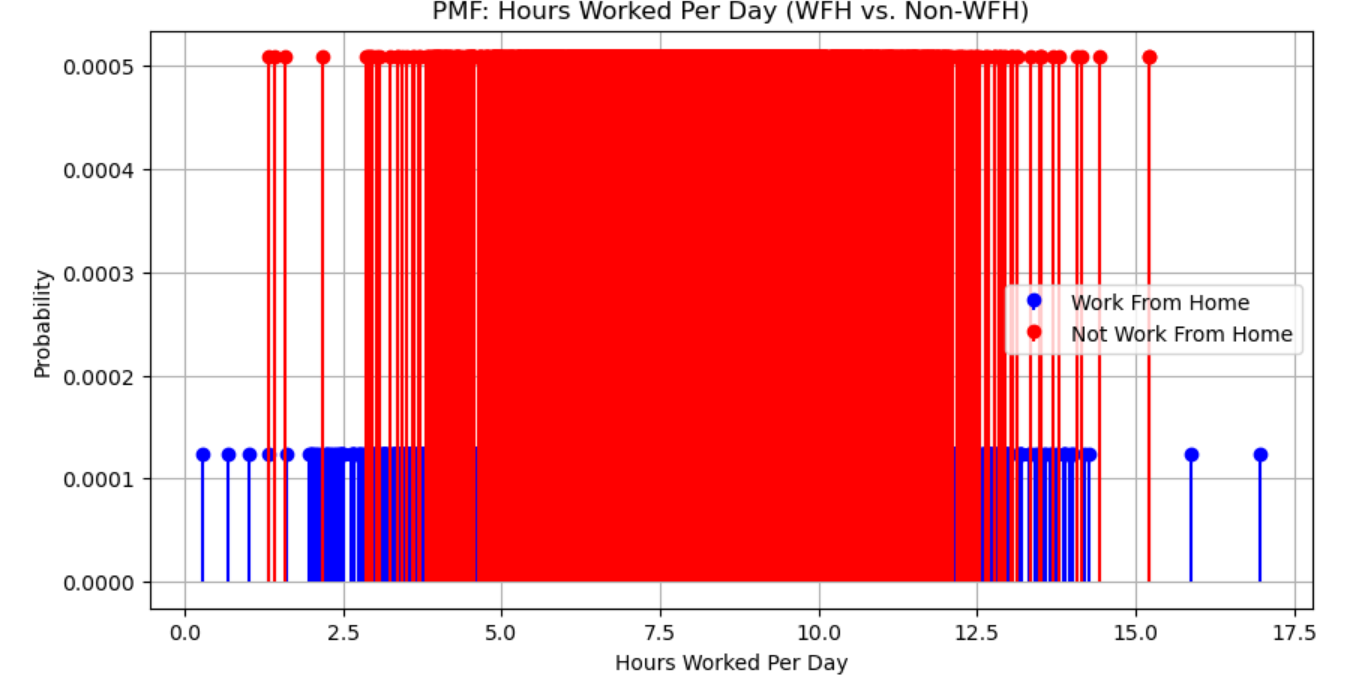 PMF: Hours Worked Per Day (WFH vs. Non-WFH)
0.0005
0.0004
0.0003
0.0002
0.0001
0.0000
Probability
Work From Home
Not Work From Home
0.0 2.5 5.0 7.5 10.0 12.5 15.0 17.5
Hours Worked Per Day